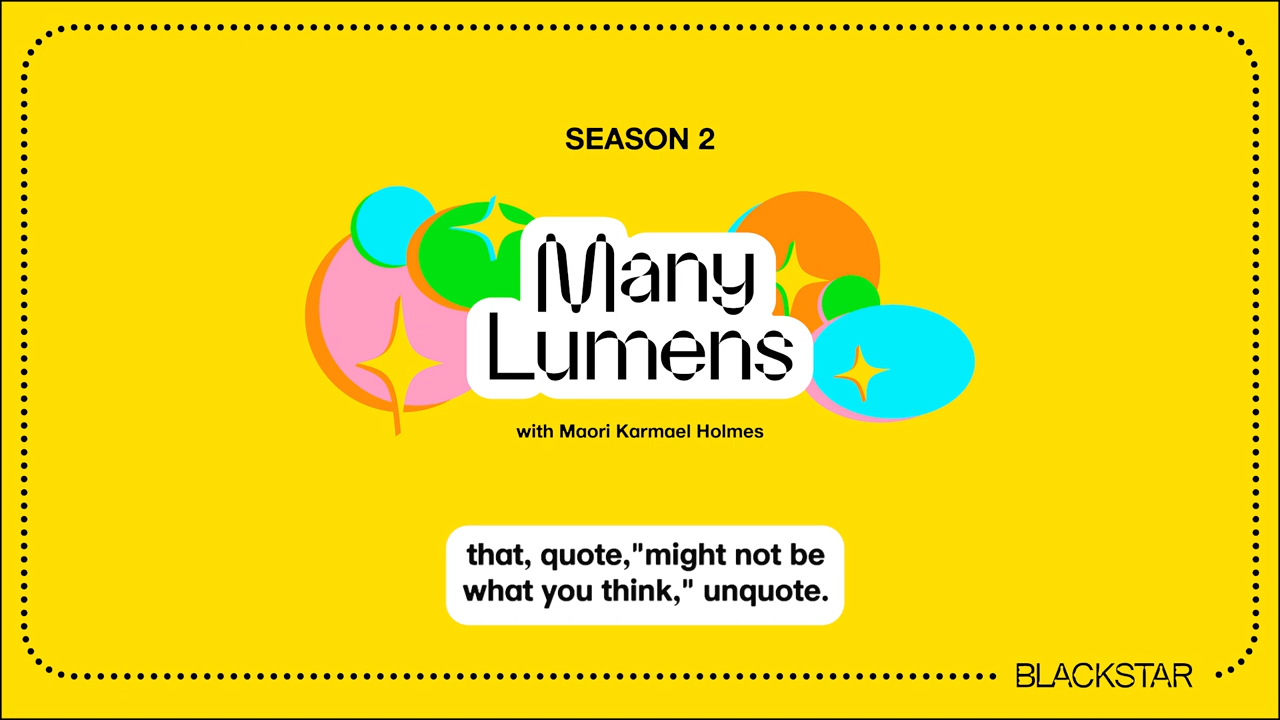 SEASON 2
Many
Lumens
with Maori Karmael Holmes
that, quote,"might not be
what you think," unquote.
BLACKSTAR